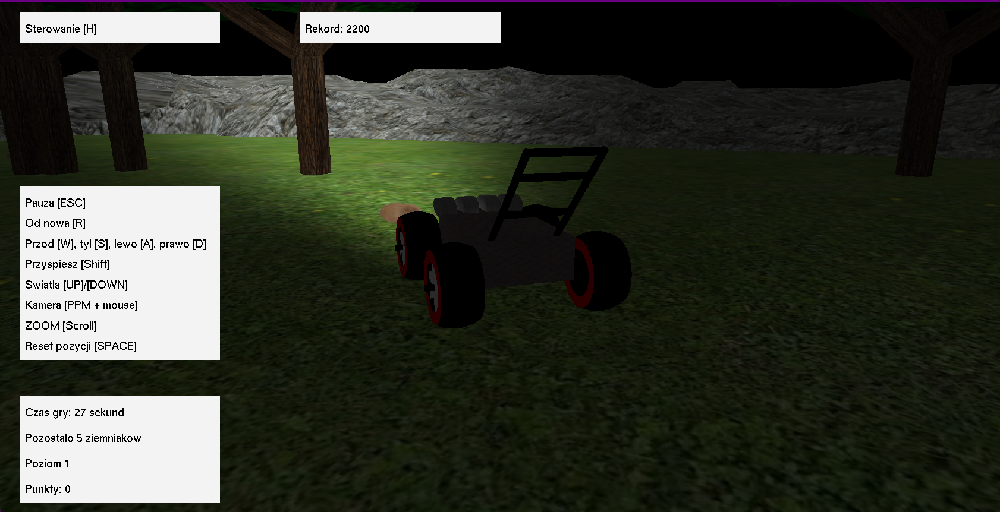 Sterowanie [H]
Rekord: 2200
Pauza [ESC]
Od nowa [R]
Przod [W], tyl [S], lewo [A], prawo [D]
Przyspiesz [Shift]
Swiatla [UP]/[DOWN]
Kamera [PPM + mouse]
ZOOM [Scroll]
Reset pozycji [SPACE]
Czas gry: 27 sekund
Pozostalo 5 ziemniakow
Poziom 1
Punkty: 0